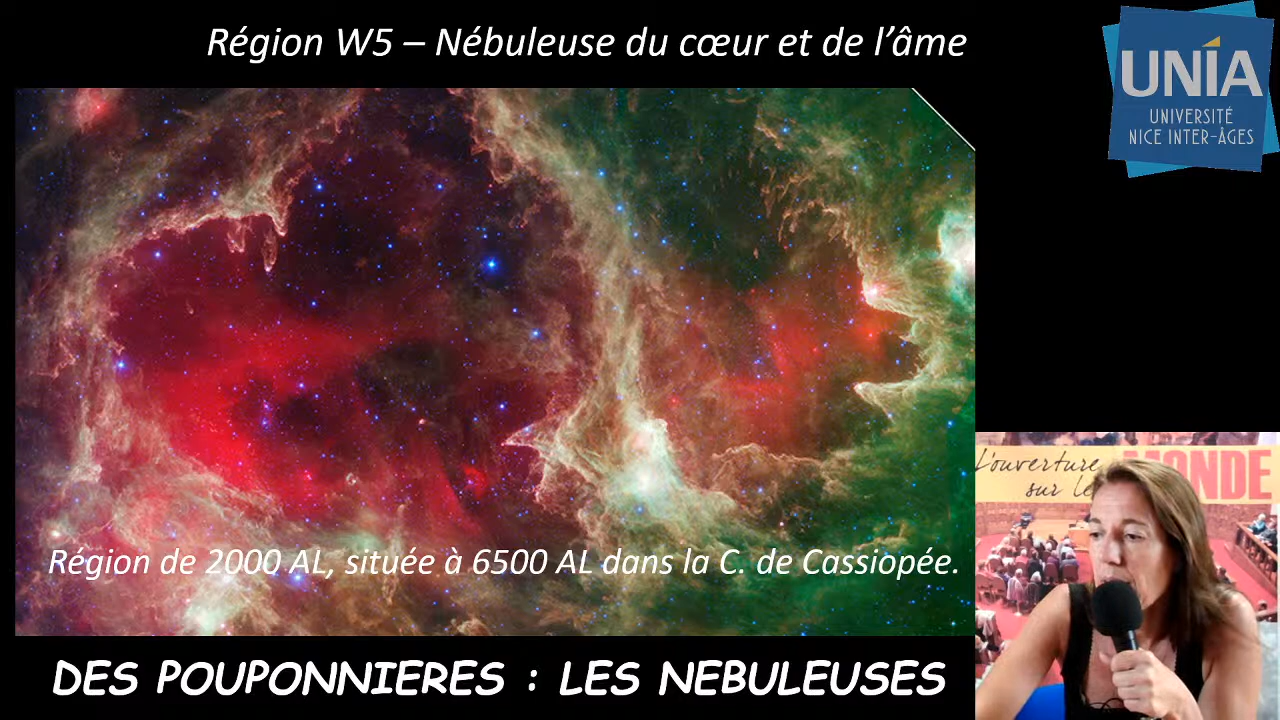 Région W5 – Nébuleuse du cœur et de l'âme
UNIA
UNIVERSITÉ
NICE INTER-ÂGES
L'ouverture
sur le
MONDE
Région de 2000 AL, située à 6500 AL dans la C. de Cassiopée.
DES POUPONNIERES : LES NEBULEUSES